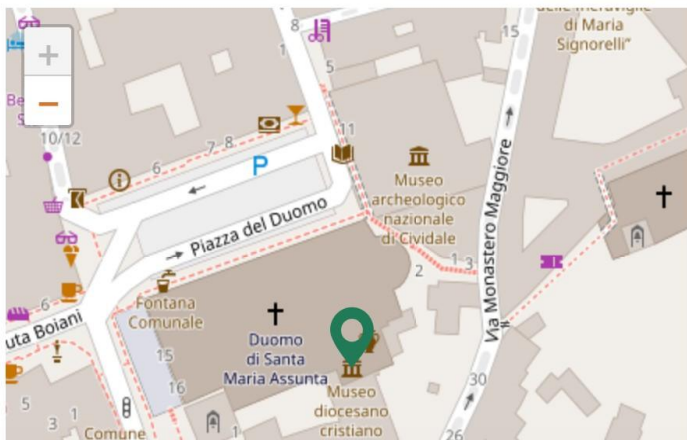 delle meraviglie
di Maria
Signorelli”
15
+
−
8
1
5
11
10/12
7
8
6
P
Museo
archeologico
nazionale
di Cividale
Via Monastero Maggiore
Piazza del Duomo
2
1
3
6
Fontana
Comunale
uta Boiani
Duomo
di Santa
Maria Assunta
15
16
Museo
diocesano
cristiano
30
5
3
1
Comune
1
26